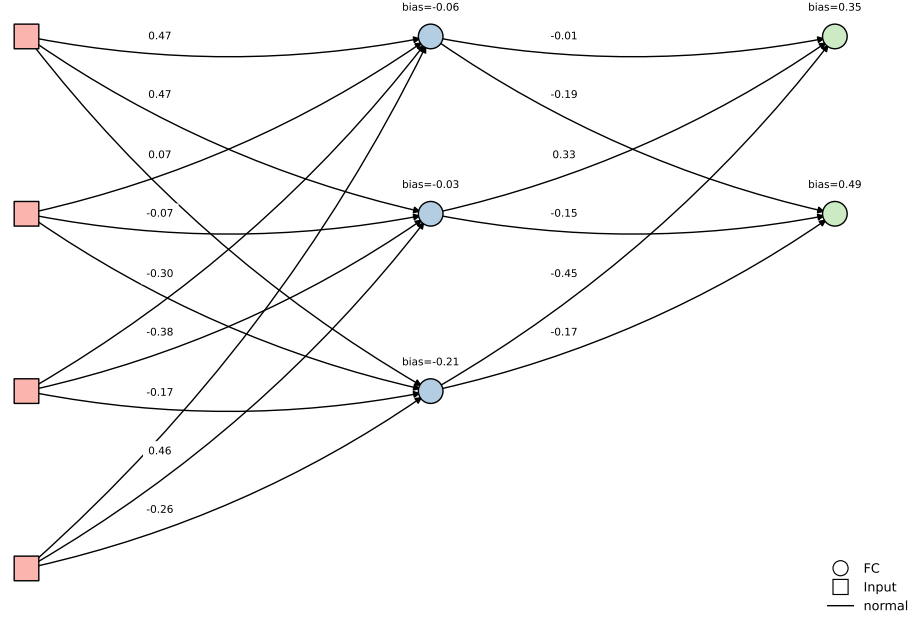 bias=-0.06
bias=0.35
0.47
-0.01
0.47
-0.19
0.07
0.33
bias=-0.03
bias=0.49
-0.07
-0.15
-0.30
-0.45
-0.38
-0.17
bias=-0.21
-0.17
0.46
-0.26
FC
Input
normal